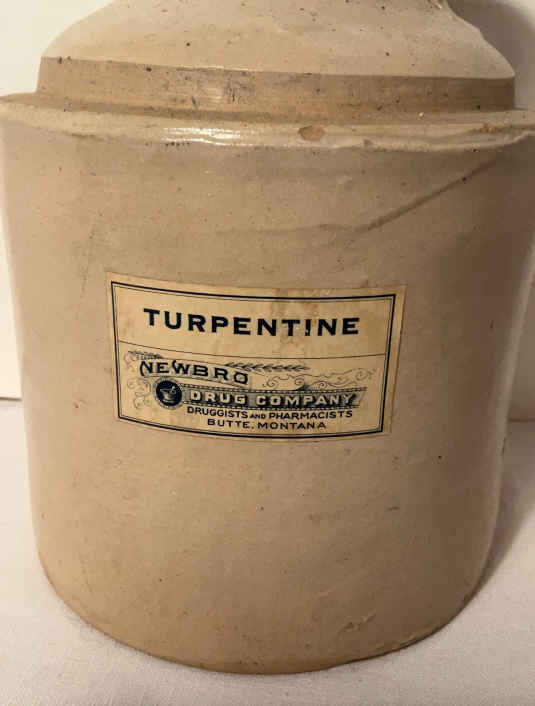 TURPENTINE
NEWBRO
DRUG COMPANY
DRUGGISTS AND PHARMACISTS
BUTTE, MONTANA